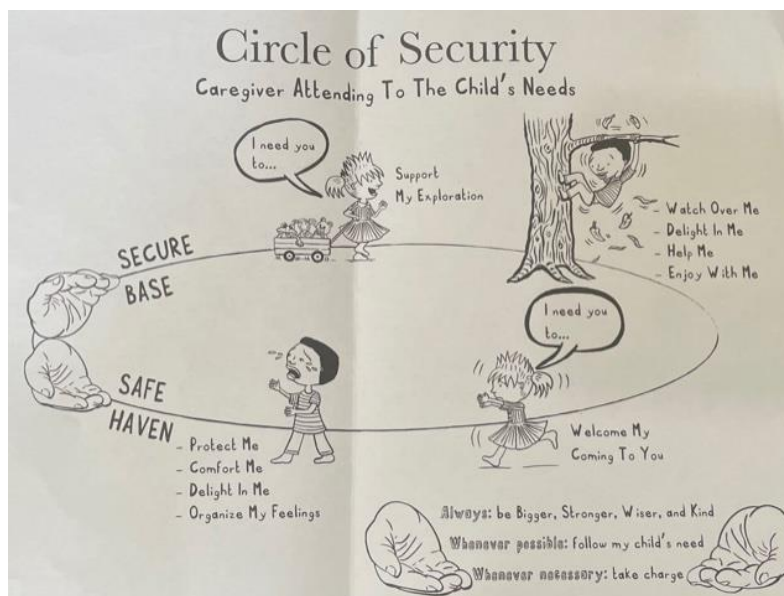 Circle of Security
Caregiver Attending To The Child's Needs
I need you
to...
Support
My Exploration
- Watch Over Me
- Delight In Me
- Help Me
- Enjoy With Me
SECURE
BASE
I need you
to...
SAFE
HAVEN
- Protect Me
- Comfort Me
- Delight In Me
- Organize My Feelings
Welcome My
Coming To You
Always: be Bigger, Stronger, Wiser, and Kind
Whenever possible: follow my child's need
Whenever necessary: take charge